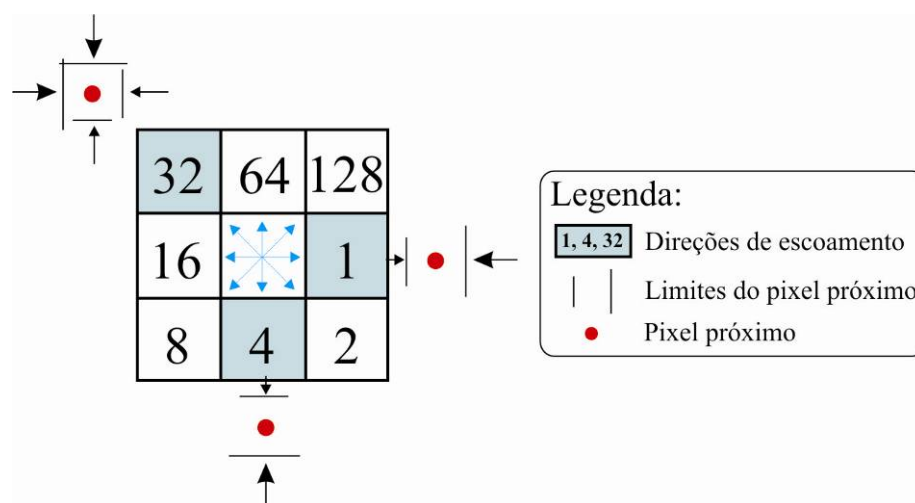 32 64 128
16 1
8 4 2
Legenda:
1, 4, 32 Direções de escoamento
Limites do pixel próximo
Pixel próximo